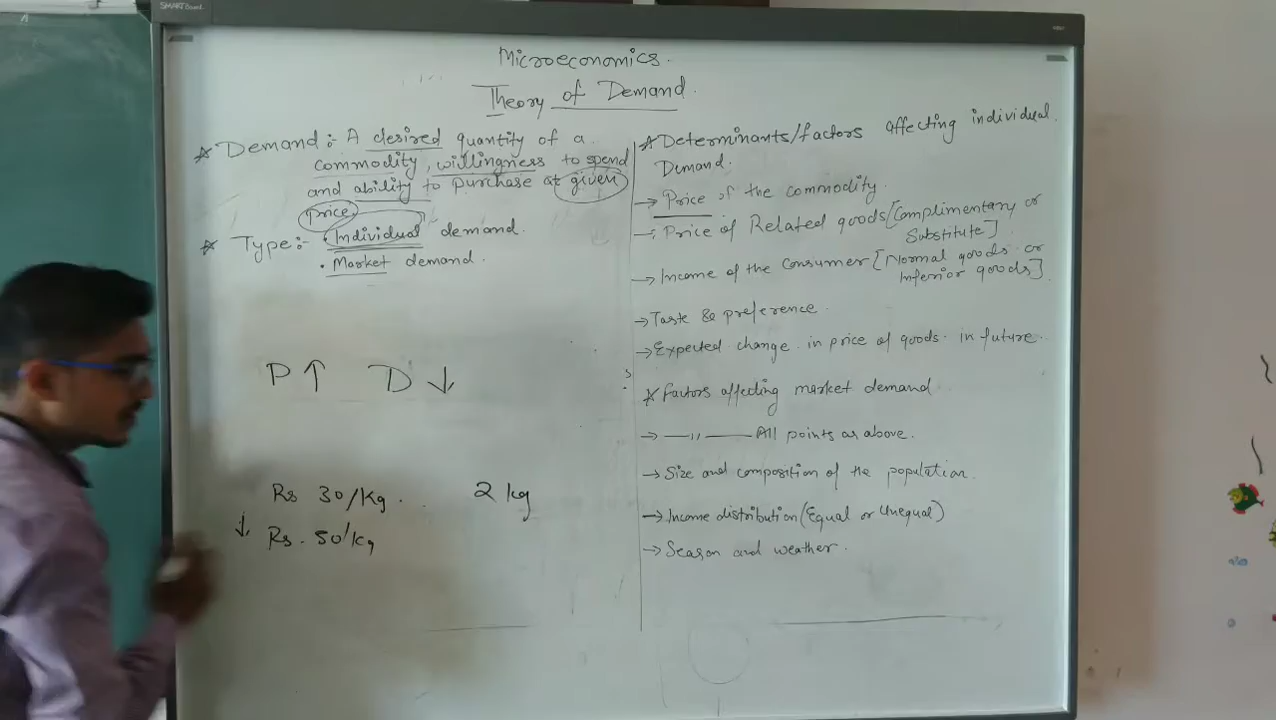 SMART Board
Microeconomics.
Theory of Demand.
Demand :- A desired quantity of a
commodity, willingness to spend
and ability to purchase at given
price
Type:- • Individual demand.
• Market demand.
P↑ D↓
Rs 30/kg. 2 kg
↓ Rs. 50/kg
Determinants/factors affecting individual
Demand.
→ Price of the commodity.
→ Price of Related goods [Complimentary or
Substitute]
→ Income of the consumer [Normal goods or
Inferior goods]
→ Taste & preference.
→ Expected change in price of goods in future.
Factors affecting market demand
→ —〃— All points as above.
→ Size and composition of the population.
→ Income distribution (Equal or Unequal)
→ Season and weather.